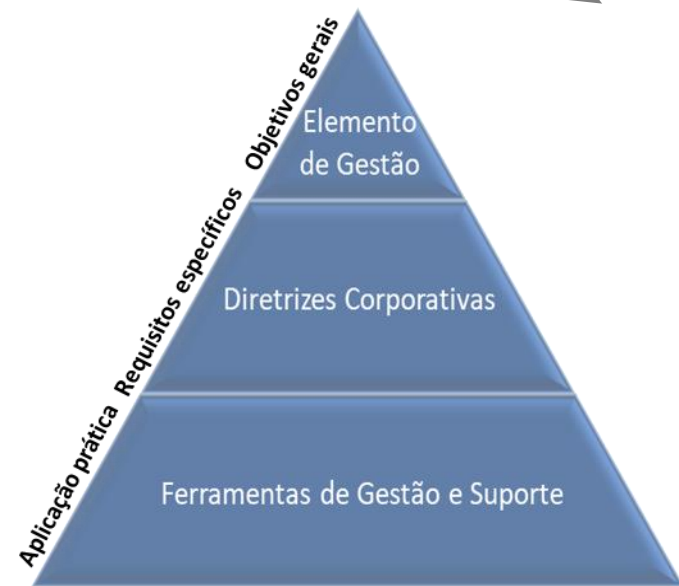 Objetivos gerais
Elemento
de Gestão
Requisitos específicos
Diretrizes Corporativas
Aplicação prática
Ferramentas de Gestão e Suporte